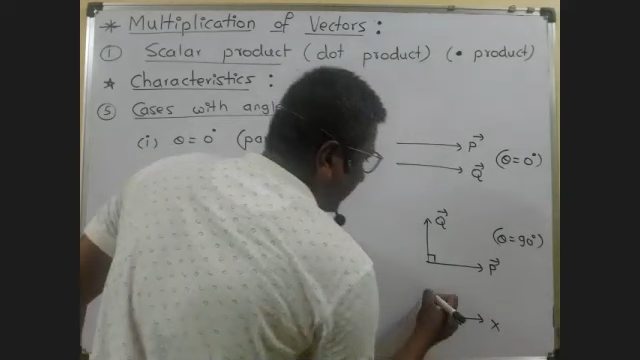 * Multiplication of Vectors :
① Scalar product (dot product) (• product)
* Characteristics :
⑤ Cases with angle
(i) θ = 0°
P⃗
Q⃗
(θ = 0°)
Q⃗
(θ = 90°)
P⃗
X